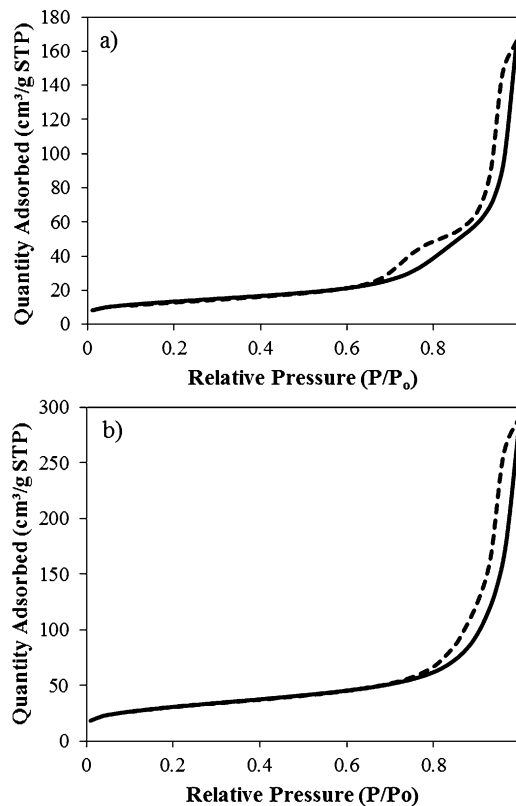 a)
Quantity Adsorbed (cm³/g STP)
180
160
140
120
100
80
60
40
20
0
0 0.2 0.4 0.6 0.8
Relative Pressure (P/Pₒ)
b)
Quantity Adsorbed (cm³/g STP)
300
250
200
150
100
50
0
0 0.2 0.4 0.6 0.8
Relative Pressure (P/Po)